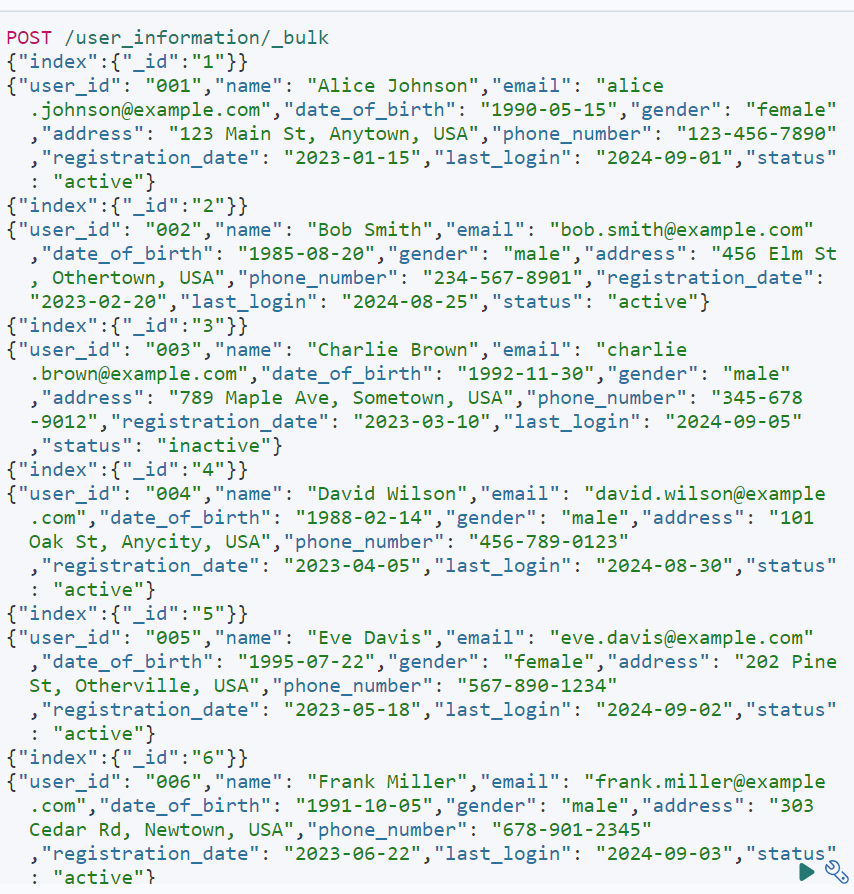 POST /user_information/_bulk
{"index":{"_id":"1"}}
{"user_id": "001","name": "Alice Johnson","email": "alice
.johnson@example.com","date_of_birth": "1990-05-15","gender": "female"
,"address": "123 Main St, Anytown, USA","phone_number": "123-456-7890"
,"registration_date": "2023-01-15","last_login": "2024-09-01","status"
: "active"}
{"index":{"_id":"2"}}
{"user_id": "002","name": "Bob Smith","email": "bob.smith@example.com"
,"date_of_birth": "1985-08-20","gender": "male","address": "456 Elm St
, Othertown, USA","phone_number": "234-567-8901","registration_date":
"2023-02-20","last_login": "2024-08-25","status": "active"}
{"index":{"_id":"3"}}
{"user_id": "003","name": "Charlie Brown","email": "charlie
.brown@example.com","date_of_birth": "1992-11-30","gender": "male"
,"address": "789 Maple Ave, Sometown, USA","phone_number": "345-678
-9012","registration_date": "2023-03-10","last_login": "2024-09-05"
,"status": "inactive"}
{"index":{"_id":"4"}}
{"user_id": "004","name": "David Wilson","email": "david.wilson@example
.com","date_of_birth": "1988-02-14","gender": "male","address": "101
Oak St, Anycity, USA","phone_number": "456-789-0123"
,"registration_date": "2023-04-05","last_login": "2024-08-30","status"
: "active"}
{"index":{"_id":"5"}}
{"user_id": "005","name": "Eve Davis","email": "eve.davis@example.com"
,"date_of_birth": "1995-07-22","gender": "female","address": "202 Pine
St, Otherville, USA","phone_number": "567-890-1234"
,"registration_date": "2023-05-18","last_login": "2024-09-02","status"
: "active"}
{"index":{"_id":"6"}}
{"user_id": "006","name": "Frank Miller","email": "frank.miller@example
.com","date_of_birth": "1991-10-05","gender": "male","address": "303
Cedar Rd, Newtown, USA","phone_number": "678-901-2345"
,"registration_date": "2023-06-22","last_login": "2024-09-03","status"
: "active"}